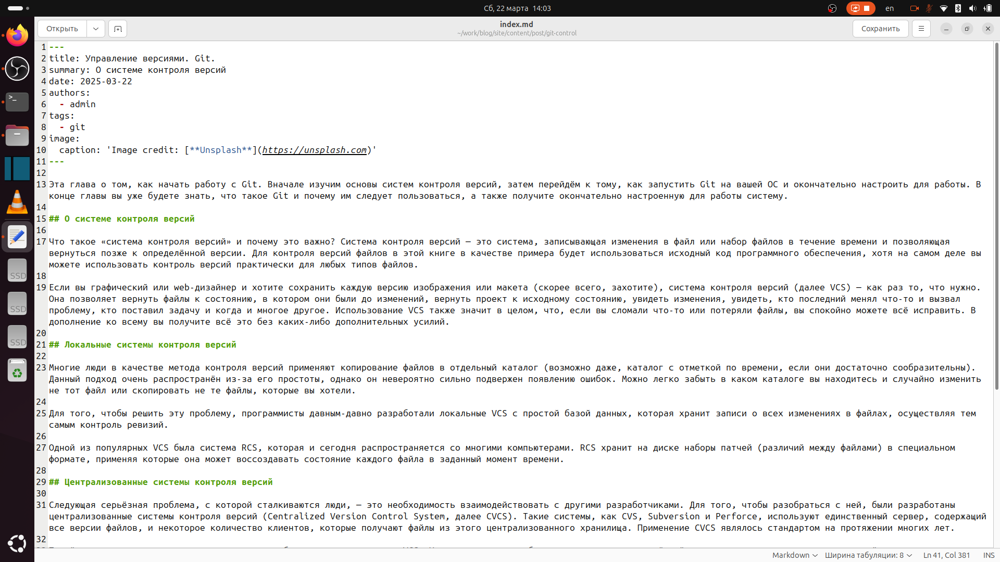 Сб, 22 марта 14:03
en
Открыть
index.md
~/work/blog/site/content/post/git-control
Сохранить
1 ---
2 title: Управление версиями. Git.
3 summary: О системе контроля версий
4 date: 2025-03-22
5 authors:
6   - admin
7 tags:
8   - git
9 image:
10   caption: 'Image credit: [**Unsplash**](https://unsplash.com)'
11 ---
12
13 Эта глава о том, как начать работу с Git. Вначале изучим основы систем контроля версий, затем перейдём к тому, как запустить Git на вашей ОС и окончательно настроить для работы. В
конце главы вы уже будете знать, что такое Git и почему им следует пользоваться, а также получите окончательно настроенную для работы систему.
14
15 ## О системе контроля версий
16
17 Что такое «система контроля версий» и почему это важно? Система контроля версий — это система, записывающая изменения в файл или набор файлов в течение времени и позволяющая
вернуться позже к определённой версии. Для контроля версий файлов в этой книге в качестве примера будет использоваться исходный код программного обеспечения, хотя на самом деле вы
можете использовать контроль версий практически для любых типов файлов.
18
19 Если вы графический или web-дизайнер и хотите сохранить каждую версию изображения или макета (скорее всего, захотите), система контроля версий (далее VCS) — как раз то, что нужно.
Она позволяет вернуть файлы к состоянию, в котором они были до изменений, вернуть проект к исходному состоянию, увидеть изменения, увидеть, кто последний менял что-то и вызвал
проблему, кто поставил задачу и когда и многое другое. Использование VCS также значит в целом, что, если вы сломали что-то или потеряли файлы, вы спокойно можете всё исправить. В
дополнение ко всему вы получите всё это без каких-либо дополнительных усилий.
20
21 ## Локальные системы контроля версий
22
23 Многие люди в качестве метода контроля версий применяют копирование файлов в отдельный каталог (возможно даже, каталог с отметкой по времени, если они достаточно сообразительны).
Данный подход очень распространён из-за его простоты, однако он невероятно сильно подвержен появлению ошибок. Можно легко забыть в каком каталоге вы находитесь и случайно изменить
не тот файл или скопировать не те файлы, которые вы хотели.
24
25 Для того, чтобы решить эту проблему, программисты давным-давно разработали локальные VCS с простой базой данных, которая хранит записи о всех изменениях в файлах, осуществляя тем
самым контроль ревизий.
26
27 Одной из популярных VCS была система RCS, которая и сегодня распространяется со многими компьютерами. RCS хранит на диске наборы патчей (различий между файлами) в специальном
формате, применяя которые она может воссоздавать состояние каждого файла в заданный момент времени.
28
29 ## Централизованные системы контроля версий
30
31 Следующая серьёзная проблема, с которой сталкиваются люди, — это необходимость взаимодействовать с другими разработчиками. Для того, чтобы разобраться с ней, были разработаны
централизованные системы контроля версий (Centralized Version Control System, далее CVCS). Такие системы, как CVS, Subversion и Perforce, используют единственный сервер, содержащий
все версии файлов, и некоторое количество клиентов, которые получают файлы из этого централизованного хранилища. Применение CVCS являлось стандартом на протяжении многих лет.
32
SSD
SSD
SSD
Markdown
Ширина табуляции: 8
Ln 41, Col 381
INS